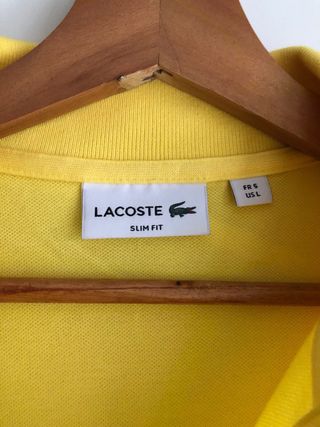 LACOSTE
SLIM FIT
FR 5
US L